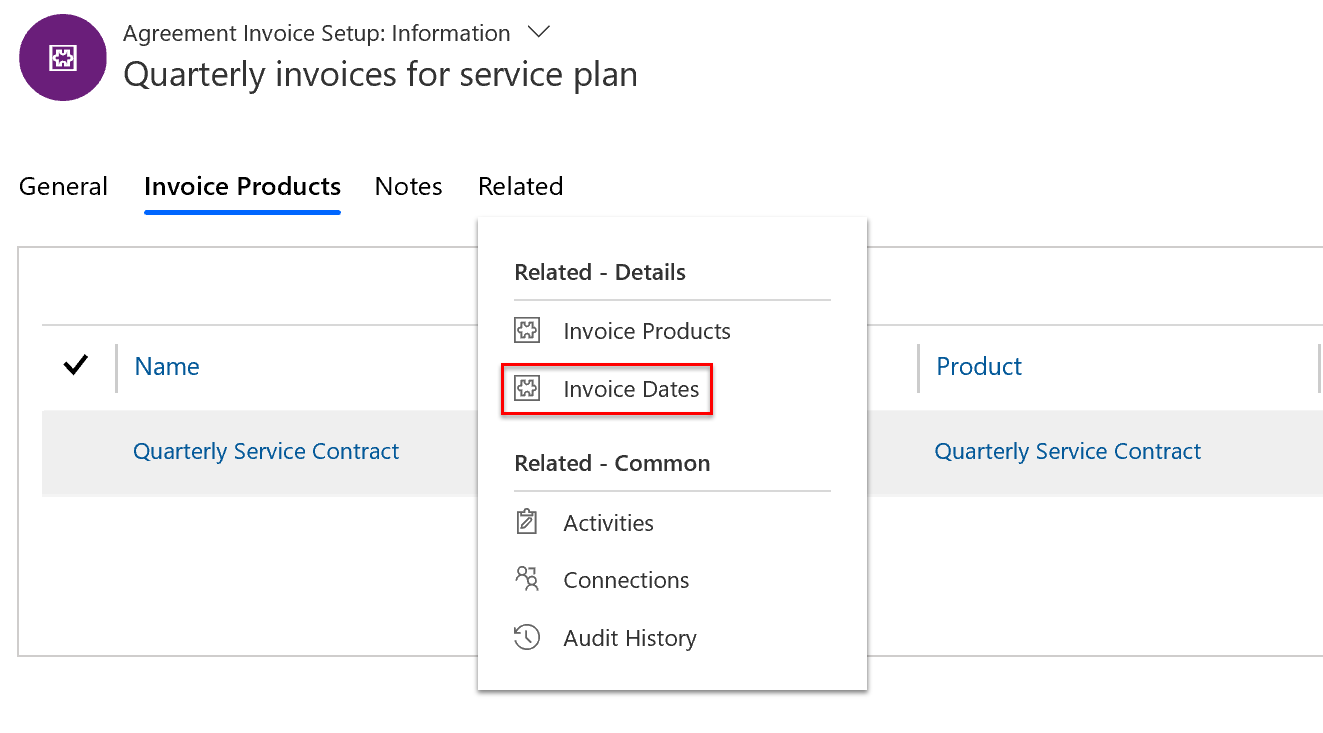 Agreement Invoice Setup: Information
Quarterly invoices for service plan
General Invoice Products Notes Related
Related - Details
Invoice Products
Invoice Dates
Related - Common
Activities
Connections
Audit History
Name Product
Quarterly Service Contract Quarterly Service Contract